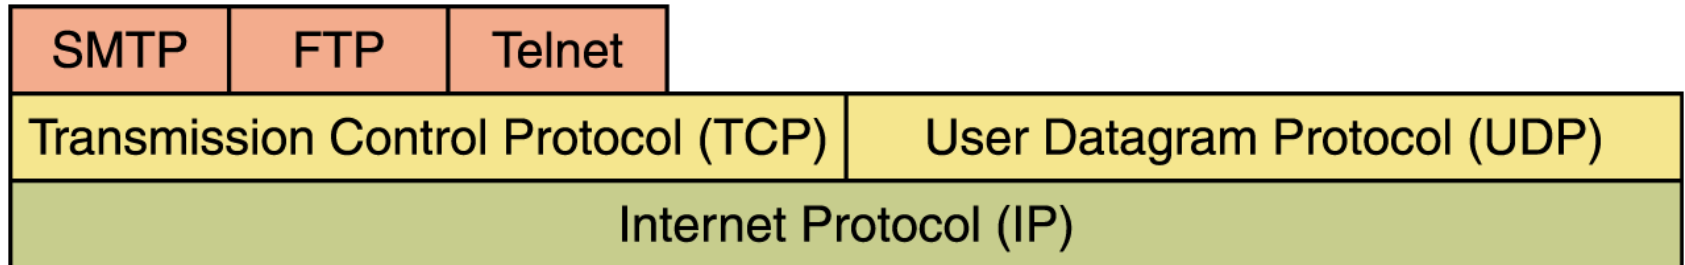 SMTP FTP Telnet
Transmission Control Protocol (TCP) User Datagram Protocol (UDP)
Internet Protocol (IP)